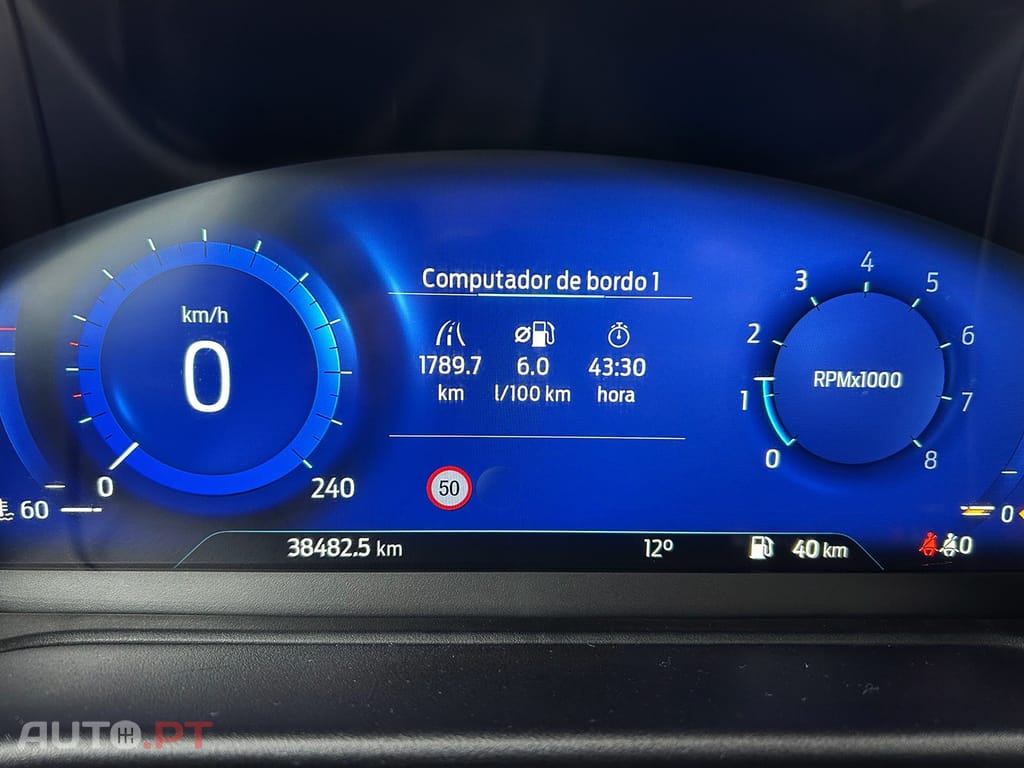 Computador de bordo 1
km/h
0
1789.7 6.0 43:30
km l/100 km hora
0 240
60
50
RPMx1000
0 1 2 3 4 5 6 7 8
0
38482.5 km 12° 40 km 0
AUTO.PT